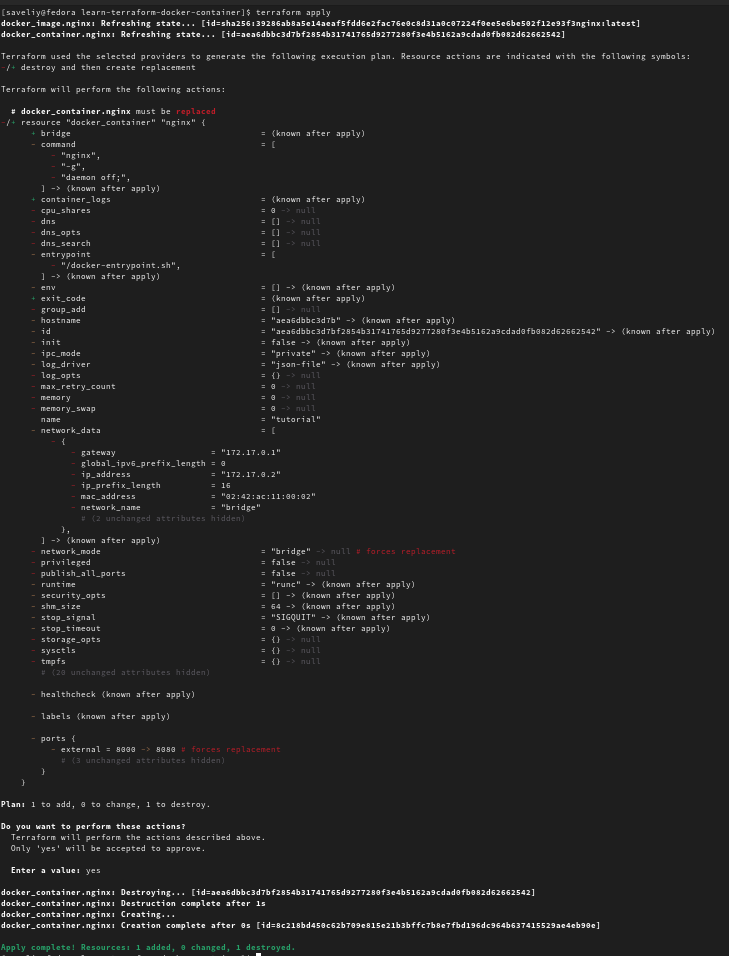 [saveliy@fedora learn-terraform-docker-container]$ terraform apply
docker_image.nginx: Refreshing state... [id=sha256:39286ab8a5e14aeaf5fdd6e2fac76e0c8d31a0c07224f0ee5e6be502f12e93f3nginx:latest]
docker_container.nginx: Refreshing state... [id=aea6dbbc3d7bf2854b31741765d9277280f3e4b5162a9cdad0fb082d62662542]
Terraform used the selected providers to generate the following execution plan. Resource actions are indicated with the following symbols:
-/+ destroy and then create replacement
Terraform will perform the following actions:
# docker_container.nginx must be replaced
-/+ resource "docker_container" "nginx" {
+ bridge = (known after apply)
~ command = [
- "nginx",
- "-g",
- "daemon off;",
] -> (known after apply)
+ container_logs = (known after apply)
- cpu_shares = 0 -> null
- dns = [] -> null
- dns_opts = [] -> null
- dns_search = [] -> null
~ entrypoint = [
- "/docker-entrypoint.sh",
] -> (known after apply)
~ env = [] -> (known after apply)
+ exit_code = (known after apply)
- group_add = [] -> null
~ hostname = "aea6dbbc3d7b" -> (known after apply)
~ id = "aea6dbbc3d7bf2854b31741765d9277280f3e4b5162a9cdad0fb082d62662542" -> (known after apply)
~ init = false -> (known after apply)
~ ipc_mode = "private" -> (known after apply)
~ log_driver = "json-file" -> (known after apply)
- log_opts = {} -> null
- max_retry_count = 0 -> null
- memory = 0 -> null
- memory_swap = 0 -> null
name = "tutorial"
~ network_data = [
- {
- gateway = "172.17.0.1"
- global_ipv6_prefix_length = 0
- ip_address = "172.17.0.2"
- ip_prefix_length = 16
- mac_address = "02:42:ac:11:00:02"
- network_name = "bridge"
# (2 unchanged attributes hidden)
},
] -> (known after apply)
- network_mode = "bridge" -> null # forces replacement
- privileged = false -> null
- publish_all_ports = false -> null
~ runtime = "runc" -> (known after apply)
~ security_opts = [] -> (known after apply)
~ shm_size = 64 -> (known after apply)
~ stop_signal = "SIGQUIT" -> (known after apply)
~ stop_timeout = 0 -> (known after apply)
- storage_opts = {} -> null
- sysctls = {} -> null
- tmpfs = {} -> null
# (20 unchanged attributes hidden)
~ healthcheck (known after apply)
~ labels (known after apply)
~ ports {
~ external = 8000 -> 8080 # forces replacement
# (3 unchanged attributes hidden)
}
}
Plan: 1 to add, 0 to change, 1 to destroy.
Do you want to perform these actions?
Terraform will perform the actions described above.
Only 'yes' will be accepted to approve.
Enter a value: yes
docker_container.nginx: Destroying... [id=aea6dbbc3d7bf2854b31741765d9277280f3e4b5162a9cdad0fb082d62662542]
docker_container.nginx: Destruction complete after 1s
docker_container.nginx: Creating...
docker_container.nginx: Creation complete after 0s [id=8c218bd450c62b709e815e21b3bffc7b8e7fbd196dc964b637415529ae4eb90e]
Apply complete! Resources: 1 added, 0 changed, 1 destroyed.